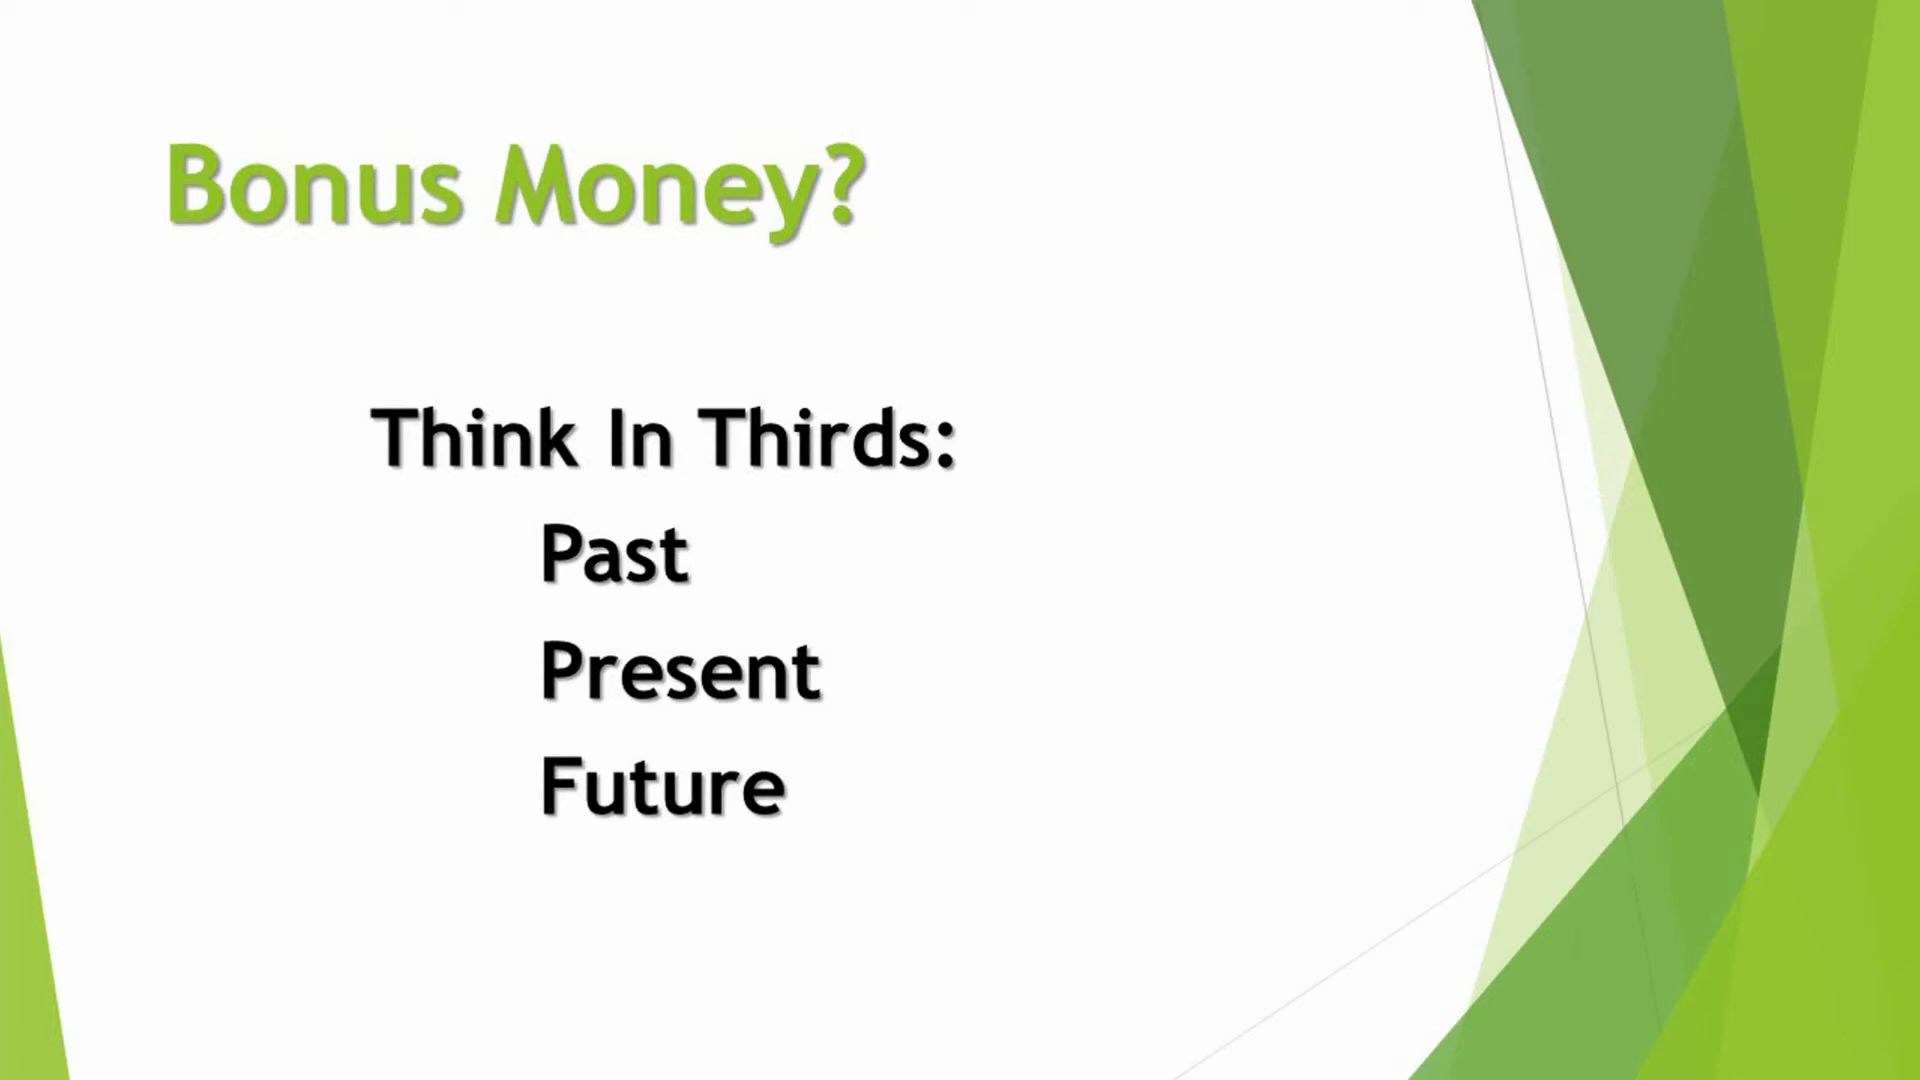 Bonus Money?
Think In Thirds:
Past
Present
Future